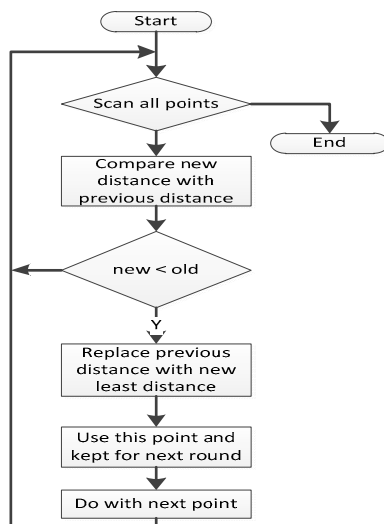 Start
Scan all points
End
Compare new
distance with
previous distance
new < old
Y
Replace previous
distance with new
least distance
Use this point and
kept for next round
Do with next point